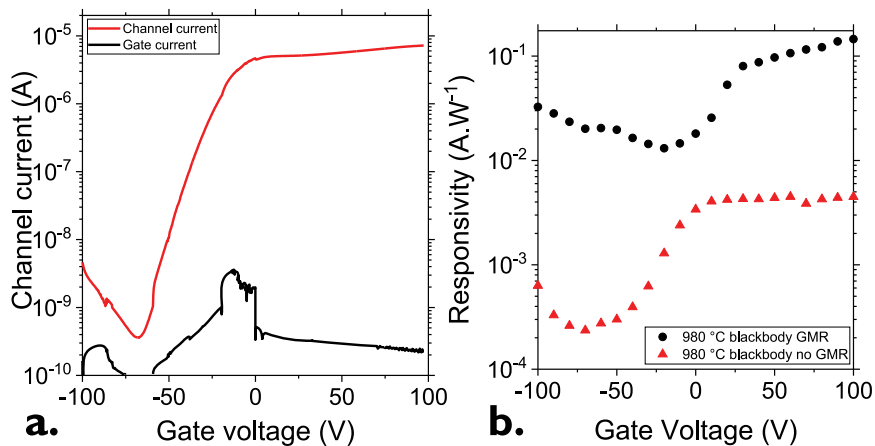 Channel current
Gate current
Channel current (A)
10⁻⁵
10⁻⁶
10⁻⁷
10⁻⁸
10⁻⁹
10⁻¹⁰
-100 -50 0 50 100
Gate voltage (V)
a.
Responsivity (A.W⁻¹)
10⁻¹
10⁻²
10⁻³
10⁻⁴
980 °C blackbody GMR
980 °C blackbody no GMR
-100 -50 0 50 100
Gate Voltage (V)
b.